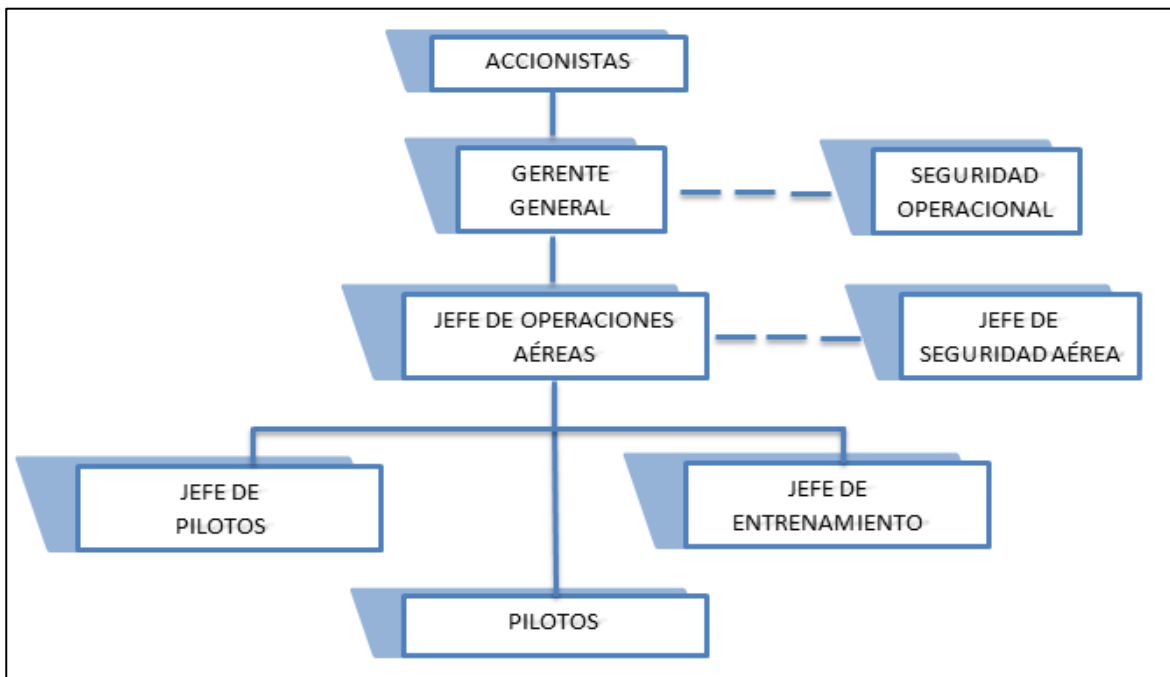 ACCIONISTAS
GERENTE
GENERAL
SEGURIDAD
OPERACIONAL
JEFE DE OPERACIONES
AÉREAS
JEFE DE
SEGURIDAD AÉREA
JEFE DE
PILOTOS
JEFE DE
ENTRENAMIENTO
PILOTOS